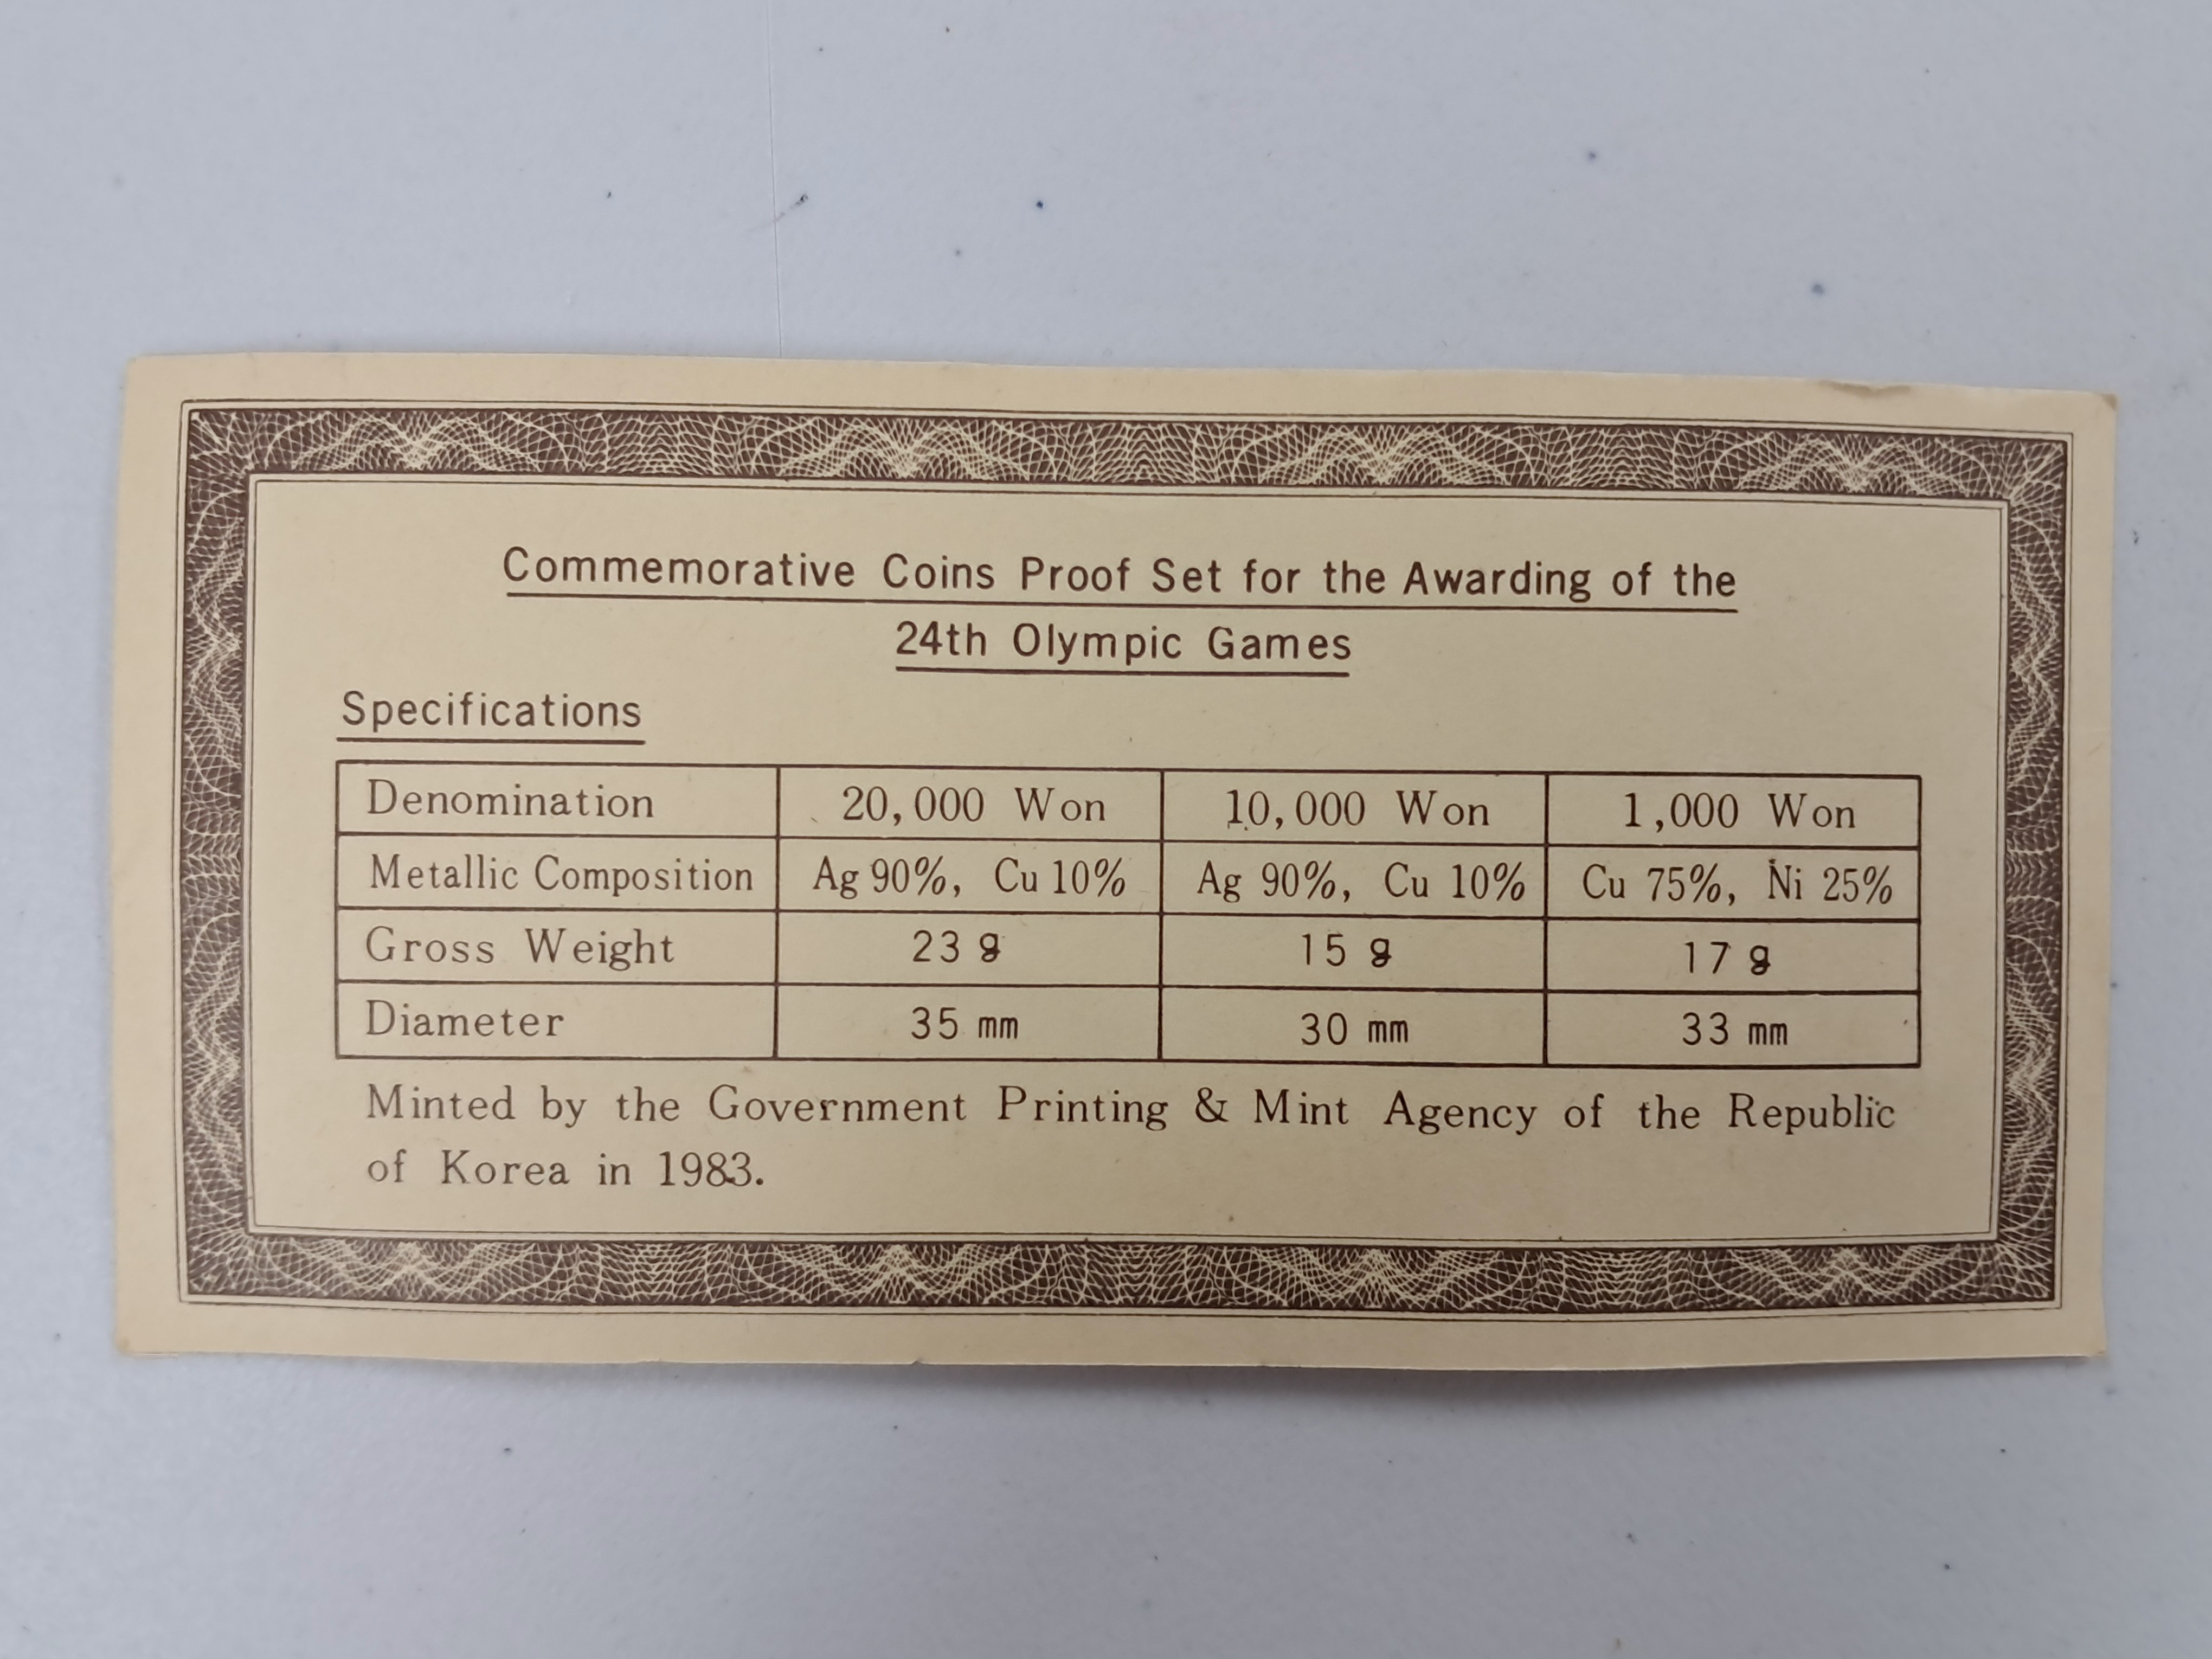 Commemorative Coins Proof Set for the Awarding of the
24th Olympic Games
Specifications
Denomination 20,000 Won 10,000 Won 1,000 Won
Metallic Composition Ag 90%, Cu 10% Ag 90%, Cu 10% Cu 75%, Ni 25%
Gross Weight 23 g 15 g 17 g
Diameter 35 mm 30 mm 33 mm
Minted by the Government Printing & Mint Agency of the Republic
of Korea in 1983.